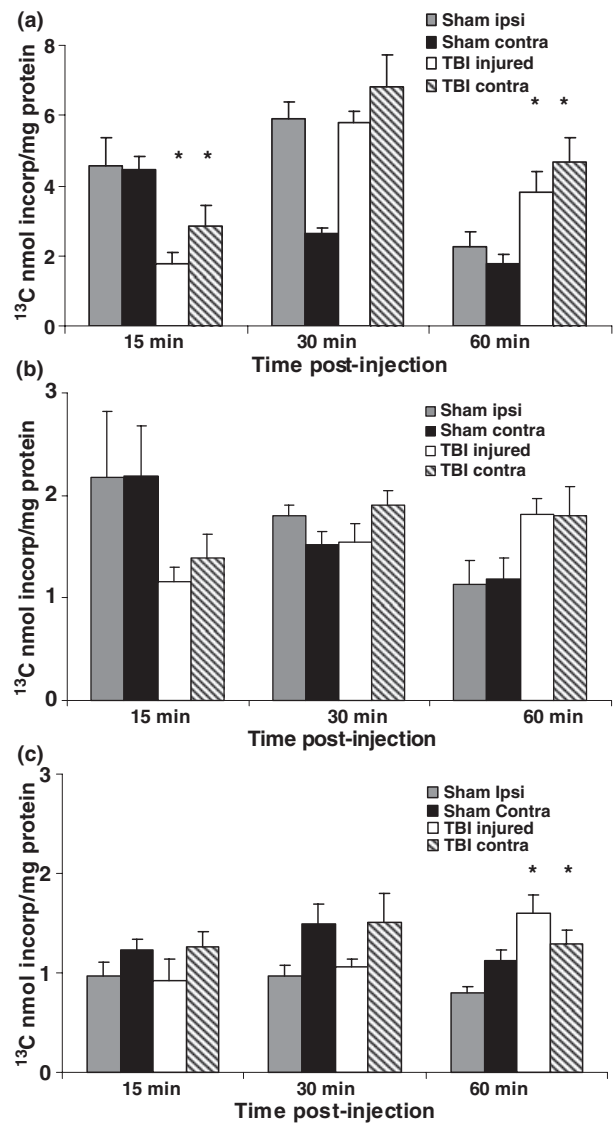 (a)
Sham ipsi
Sham contra
TBI injured
TBI contra
¹³C nmol incorp/mg protein
8
6
4
2
0
* *
* *
15 min 30 min 60 min
Time post-injection
(b)
Sham ipsi
Sham contra
TBI injured
TBI contra
¹³C nmol incorp/mg protein
3
2
1
0
15 min 30 min 60 min
Time post-injection
(c)
Sham Ipsi
Sham Contra
TBI injured
TBI contra
¹³C nmol incorp/mg protein
3
2
1
0
* *
15 min 30 min 60 min
Time post-injection